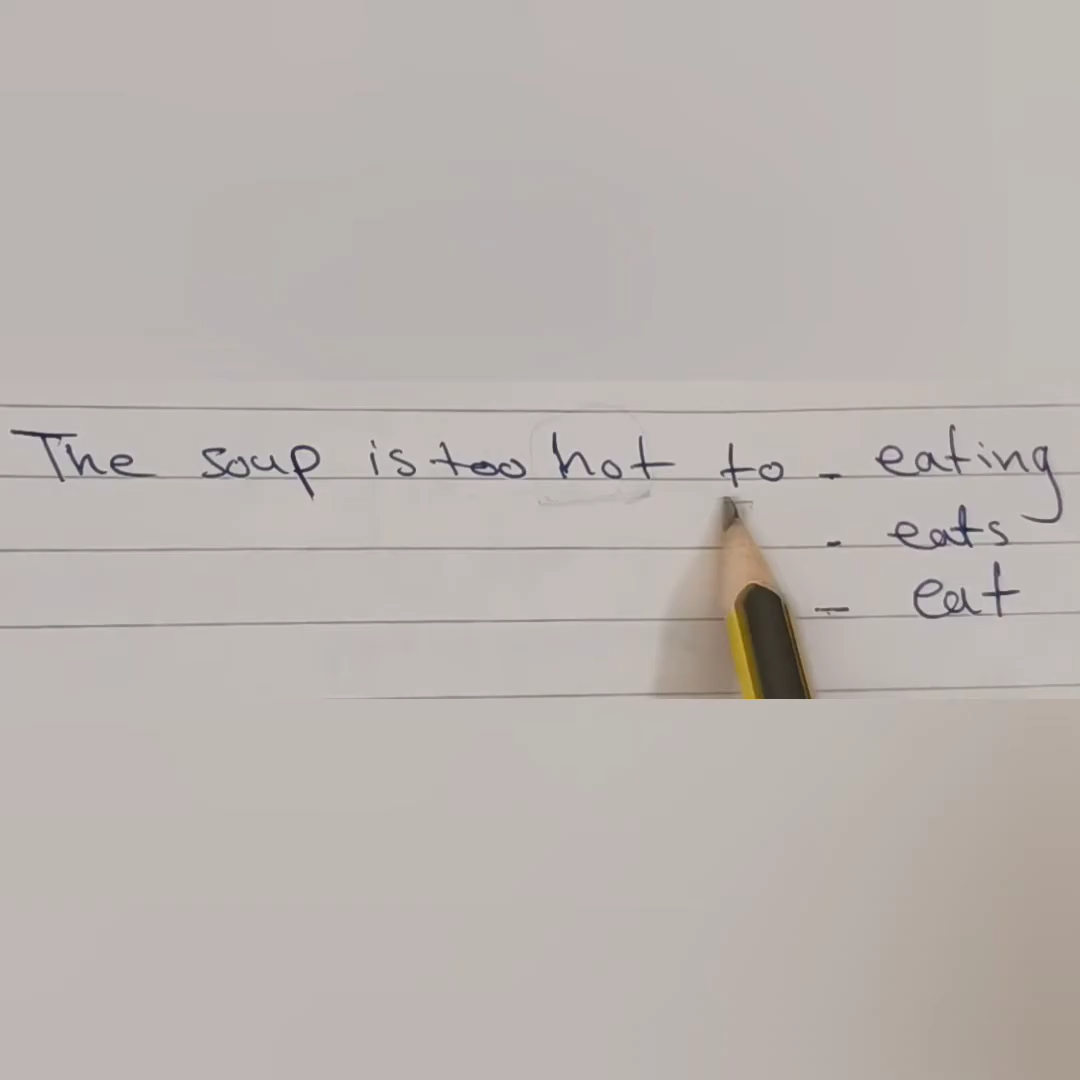 The soup is too hot to - eating
- eats
- eat